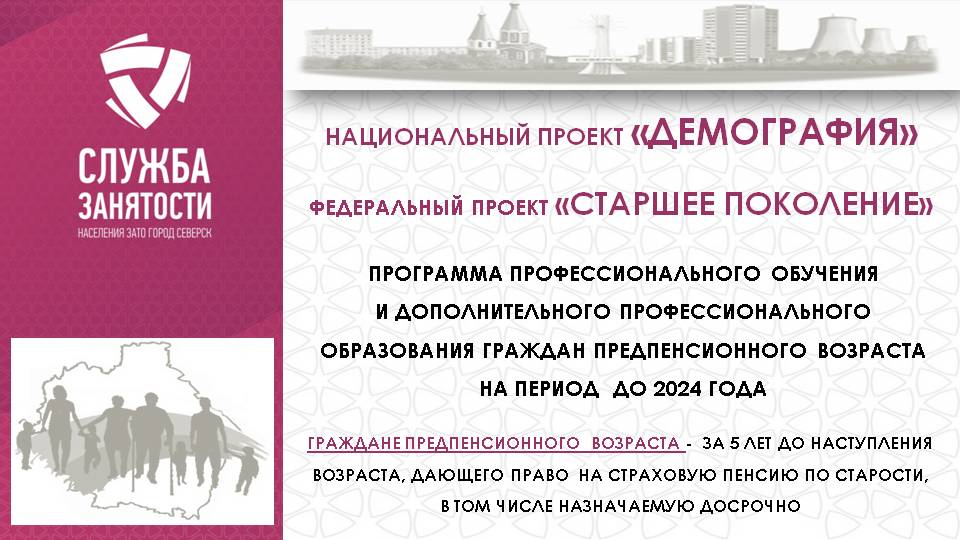 СЛУЖБА
ЗАНЯТОСТИ
НАСЕЛЕНИЯ ЗАТО ГОРОД СЕВЕРСК
СЕВЕРСК
НАЦИОНАЛЬНЫЙ ПРОЕКТ «ДЕМОГРАФИЯ»
ФЕДЕРАЛЬНЫЙ ПРОЕКТ «СТАРШЕЕ ПОКОЛЕНИЕ»
ПРОГРАММА ПРОФЕССИОНАЛЬНОГО ОБУЧЕНИЯ
И ДОПОЛНИТЕЛЬНОГО ПРОФЕССИОНАЛЬНОГО
ОБРАЗОВАНИЯ ГРАЖДАН ПРЕДПЕНСИОННОГО ВОЗРАСТА
НА ПЕРИОД ДО 2024 ГОДА
ГРАЖДАНЕ ПРЕДПЕНСИОННОГО ВОЗРАСТА - ЗА 5 ЛЕТ ДО НАСТУПЛЕНИЯ
ВОЗРАСТА, ДАЮЩЕГО ПРАВО НА СТРАХОВУЮ ПЕНСИЮ ПО СТАРОСТИ,
В ТОМ ЧИСЛЕ НАЗНАЧАЕМУЮ ДОСРОЧНО